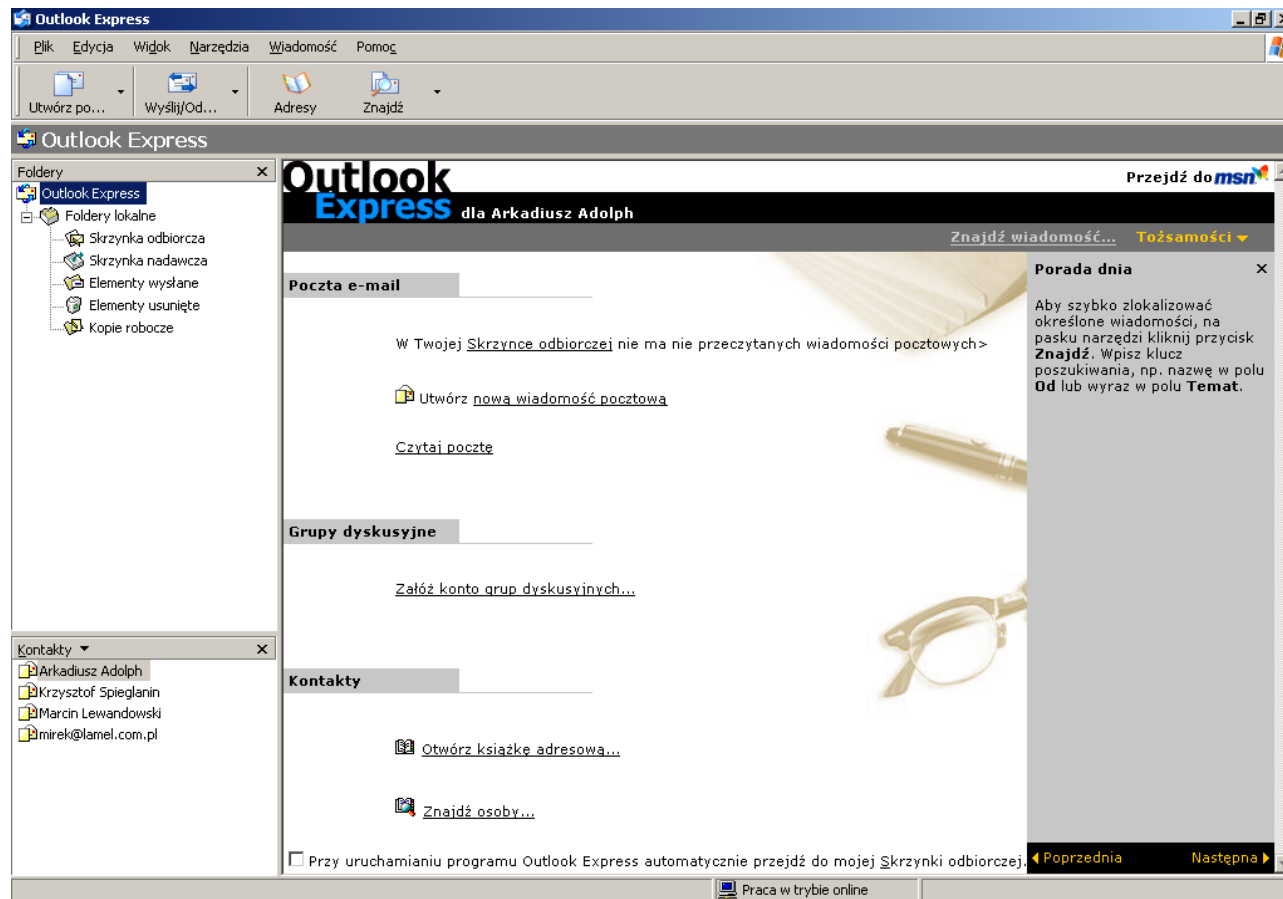 Outlook Express
Plik Edycja Widok Narzędzia Wiadomość Pomoc
Utwórz po... Wyślij/Od... Adresy Znajdź
Outlook Express
Foldery
Outlook Express
Foldery lokalne
Skrzynka odbiorcza
Skrzynka nadawcza
Elementy wysłane
Elementy usunięte
Kopie robocze
Kontakty
Arkadiusz Adolph
Krzysztof Spieglanin
Marcin Lewandowski
mirek@lamel.com.pl
Outlook
Express dla Arkadiusz Adolph
Przejdź do msn
Znajdź wiadomość... Tożsamości
Poczta e-mail
W Twojej Skrzynce odbiorczej nie ma nie przeczytanych wiadomości pocztowych>
Utwórz nową wiadomość pocztową
Czytaj pocztę
Grupy dyskusyjne
Załóż konto grup dyskusyjnych...
Kontakty
Otwórz książkę adresową...
Znajdź osoby...
Przy uruchamianiu programu Outlook Express automatycznie przejdź do mojej Skrzynki odbiorczej.
Porada dnia
Aby szybko zlokalizować
określone wiadomości, na
pasku narzędzi kliknij przycisk
Znajdź. Wpisz klucz
poszukiwania, np. nazwę w polu
Od lub wyraz w polu Temat.
Poprzednia Następna
Praca w trybie online